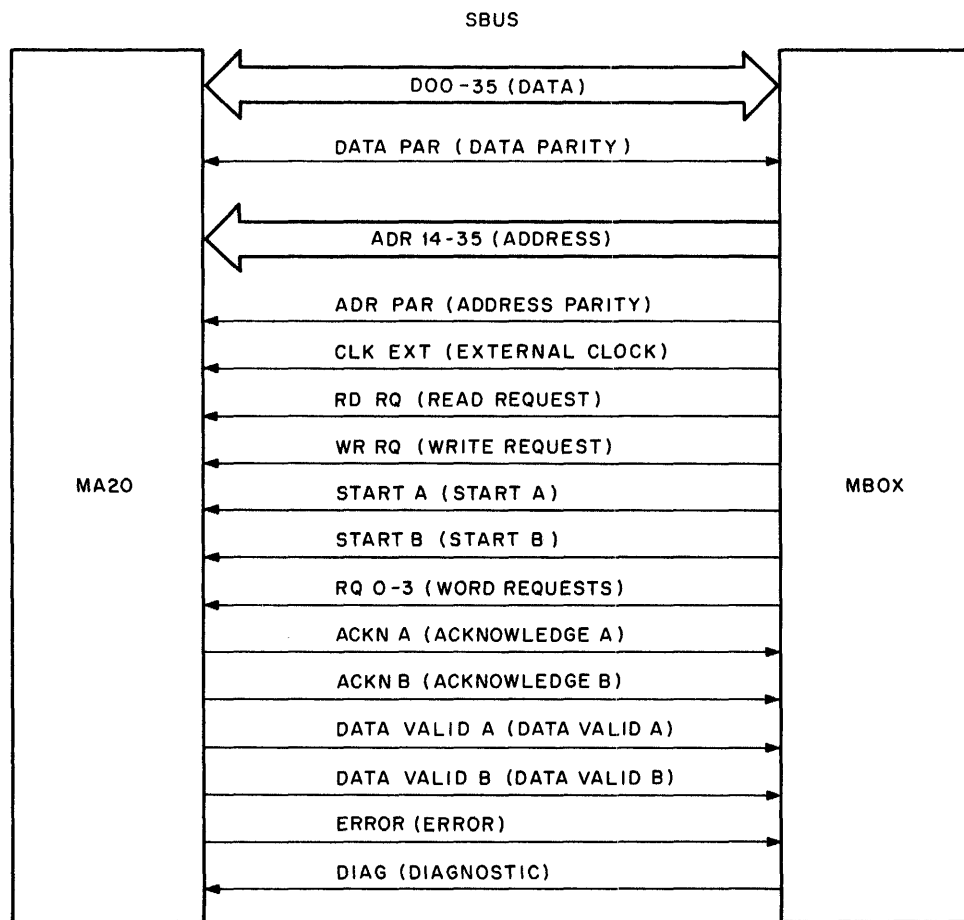 SBUS
D00-35 (DATA)
DATA PAR (DATA PARITY)
ADR 14-35 (ADDRESS)
ADR PAR (ADDRESS PARITY)
CLK EXT (EXTERNAL CLOCK)
RD RQ (READ REQUEST)
WR RQ (WRITE REQUEST)
MA20
MBOX
START A (START A)
START B (START B)
RQ 0-3 (WORD REQUESTS)
ACKN A (ACKNOWLEDGE A)
ACKN B (ACKNOWLEDGE B)
DATA VALID A (DATA VALID A)
DATA VALID B (DATA VALID B)
ERROR (ERROR)
DIAG (DIAGNOSTIC)